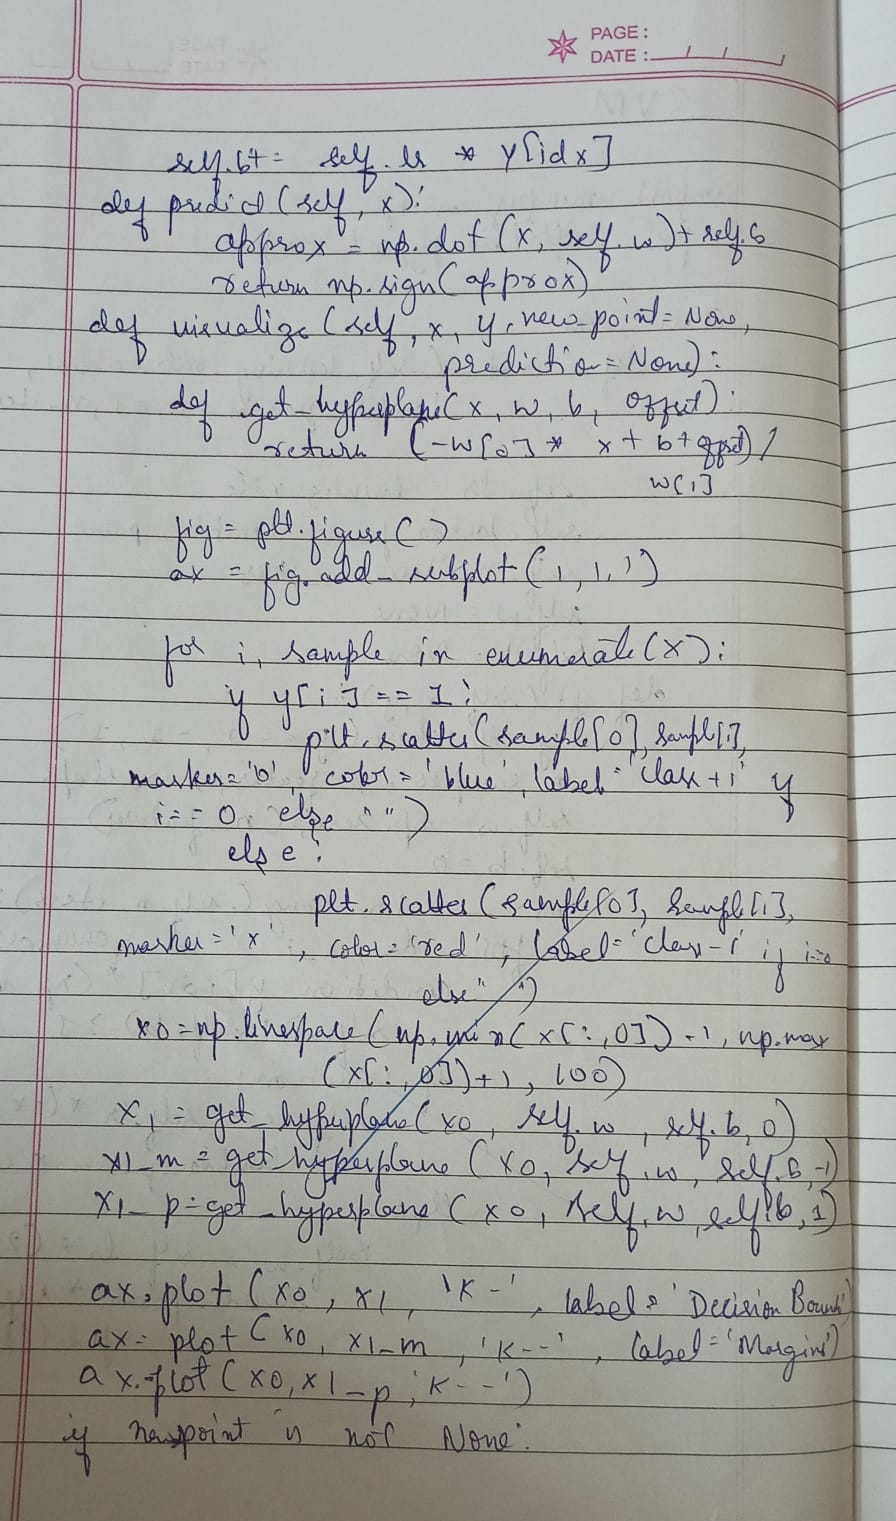 PAGE :
DATE : / /
self.b += self.lr * y[idx]
def predict (self, x):
approx = np.dot (x, self.w) + self.b
return np.sign(approx)
def visualize (self, x, y, new_point = None,
prediction = None):
def get_hyperplane( x, w, b, offset):
return (-w[0] * x + b + offset) /
w[1]
fig = plt.figure ( )
ax = fig.add_subplot (1, 1, 1)
for i, sample in enumerate (x):
if y[i] == 1:
plt.scatter (sample[0], sample[1],
marker = 'o', color = 'blue', label = 'class +1' if
i == 0, else "")
else :
plt.scatter (sample[0], sample[1],
marker = 'x', color = 'red', label = 'class -1' if i==0
else "")
x0 = np.linespace (np.min (x[:,0]) -1, np.max
(x[:,0]) +1, 100)
x1 = get_hyperplane (x0, self.w, self.b, 0)
x1_m = get_hyperplane (x0, self.w, self.b, -1)
x1_p = get_hyperplane (x0, self.w, self.b, 1)
ax.plot (x0, x1, 'k-', label = 'Decision Bound')
ax = plot (x0, x1_m, 'k--', label = 'Margins')
ax.plot (x0, x1_p, 'k--')
if newpoint is not None: